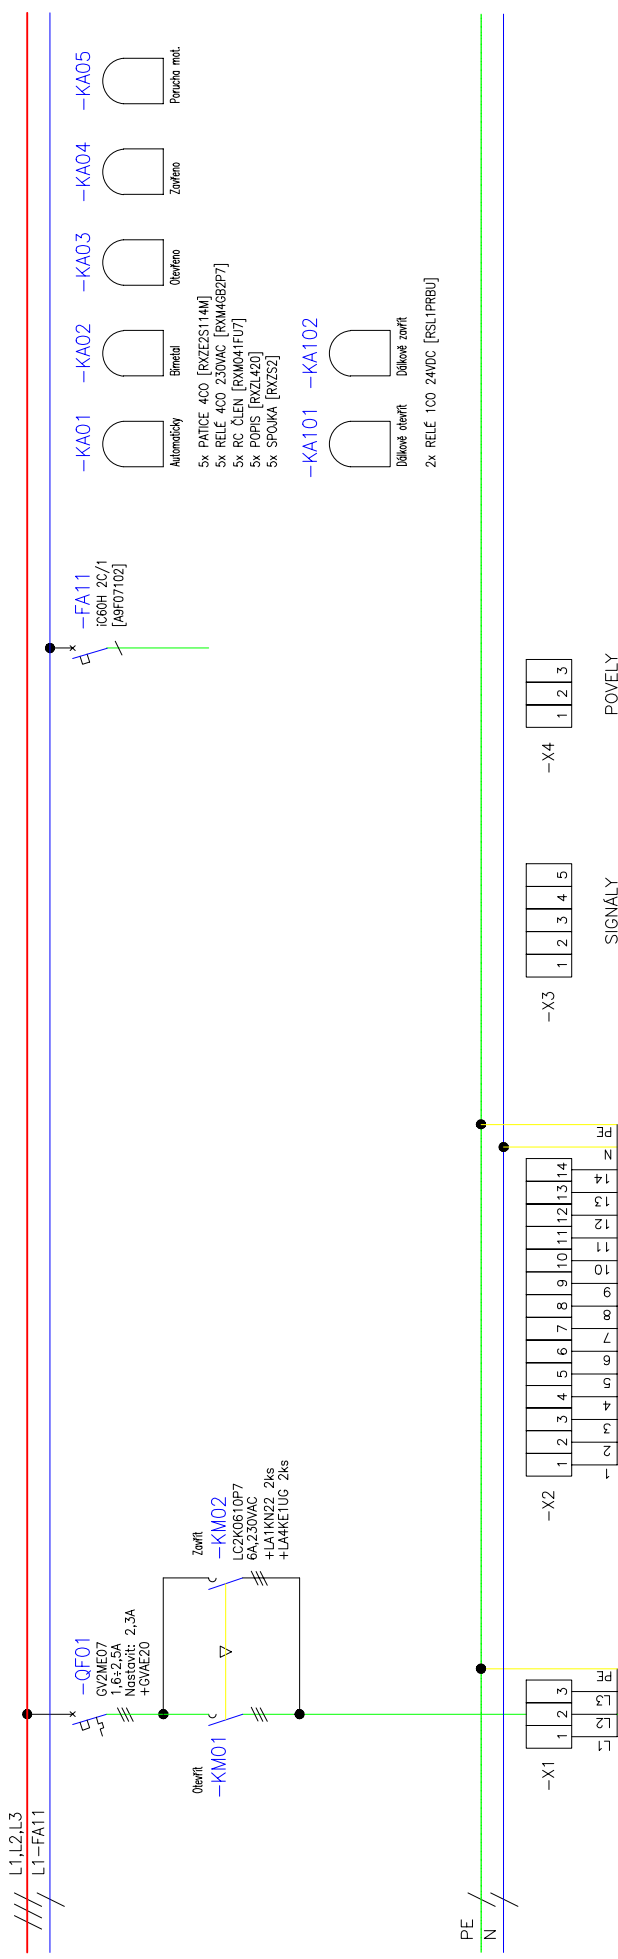 L1,L2,L3
L1-FA11
-QF01
GV2ME07
1,6÷2,5A
Nastavit: 2,3A
+GVAE20
Otevřít
-KM01
Zavřít
-KM02
LC2K0610P7
6A,230VAC
+LA1KN22 2ks
+LA4KE1UG 2ks
-FA11
iC60H 2C/1
[A9F07102]
-KA01
Automaticky
-KA02
Bimetal
-KA03
Otevřeno
-KA04
Zavřeno
-KA05
Porucha mot.
5x PATICE 4CO [RXZE2S114M]
5x RELÉ 4CO 230VAC [RXM4GB2P7]
5x RC ČLEN [RXM041FU7]
5x POPIS [RXZL420]
5x SPOJKA [RXZS2]
-KA101
Dálkově otevřít
-KA102
Dálkově zavřít
2x RELÉ 1CO 24VDC [RSL1PRBU]
PE
N
-X1
1 2 3
L1 L2 L3 PE
-X2
1 2 3 4 5 6 7 8 9 10 11 12 13 14
1 2 3 4 5 6 7 8 9 10 11 12 13 14 N PE
-X3
1 2 3 4 5
SIGNÁLY
-X4
1 2 3
POVELY